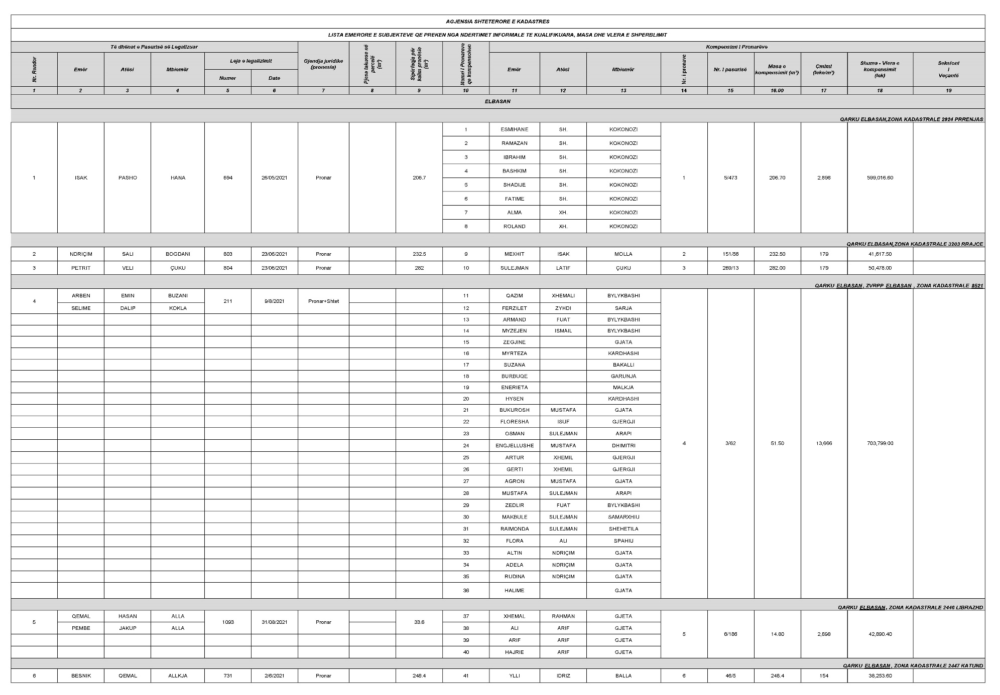 AGJENSIA SHTETERORE E KADASTRES
LISTA EMERORE E SUBJEKTEVE QE PREKEN NGA NDERTIMET INFORMALE TE KUALIFIKUARA, MASA DHE VLERA E SHPERBLIMIT
Të dhënat e Pasurisë së Legalizuar Gjendja juridike (pronesia) Pjesa takuese në parcelë (m²) Sipërfaqja për kalim pronësie (m²) Numri i Pronareve qe kompensohen Kompensimi i Pronarëve
Nr. Rendor Emër Atësi Mbiemër Leja e legalizimit Numer Date Emër Atësi Mbiemër Nr. i pronave Nr. i pasurisë Masa e kompensimit (m²) Çmimi (leke/m²) Shuma - Vlera e kompensimit (lek) Seksioni i Veçantë
1 2 3 4 5 6 7 8 9 10 11 12 13 14 15 16.00 17 18 19
ELBASAN
QARKU ELBASAN,ZONA KADASTRALE 2924 PRRENJAS
1 ISAK PASHO HANA 694 26/05/2021 Pronar 206.7 1 ESMIHANE SH. KOKONOZI 1 5/473 206.70 2.898 599,016.60
2 RAMAZAN SH. KOKONOZI
3 IBRAHIM SH. KOKONOZI
4 BASHKIM SH. KOKONOZI
5 SHADIJE SH. KOKONOZI
6 FATIME SH. KOKONOZI
7 ALMA XH. KOKONOZI
8 ROLAND XH. KOKONOZI
QARKU ELBASAN,ZONA KADASTRALE 3203 RRAJCE
2 NDRIÇIM SALI BOGDANI 803 23/06/2021 Pronar 232.5 9 MEXHIT ISAK MOLLA 2 151/56 232.50 179 41,617.50
3 PETRIT VELI ÇUKU 804 23/06/2021 Pronar 282 10 SULEJMAN LATIF ÇUKU 3 269/13 282.00 179 50,478.00
QARKU ELBASAN , ZVRPP ELBASAN , ZONA KADASTRALE 8521
4 ARBEN EMIN BUZANI 211 9/8/2021 Pronar+Shtet 11 QAZIM XHEMALI BYLYKBASHI 4 3/62 51.50 13,666 703,799.00
SELIME DALIP KOKLA 12 FERZILET ZYHDI SARJA
13 ARMAND FUAT BYLYKBASHI
14 MYZEJEN ISMAIL BYLYKBASHI
15 ZEGJINE GJATA
16 MYRTEZA KARDHASHI
17 SUZANA BAKALLI
18 BURBUQE GARUNJA
19 ENERIETA MALKJA
20 HYSEN KARDHASHI
21 BUKUROSH MUSTAFA GJATA
22 FLORESHA ISUF GJERGJI
23 OSMAN SULEJMAN ARAPI
24 ENGJELLUSHE MUSTAFA DHIMITRI
25 ARTUR XHEMIL GJERGJI
26 GERTI XHEMIL GJERGJI
27 AGRON MUSTAFA GJATA
28 MUSTAFA SULEJMAN ARAPI
29 ZEDLIR FUAT BYLYKBASHI
30 MAKBULE SULEJMAN SAMARXHIU
31 RAIMONDA SULEJMAN SHEHETILA
32 FLORA ALI SPAHIU
33 ALTIN NDRIÇIM GJATA
34 ADELA NDRIÇIM GJATA
35 RUDINA NDRIÇIM GJATA
36 HALIME GJATA
QARKU ELBASAN , ZONA KADASTRALE 2446 LIBRAZHD
5 QEMAL HASAN ALLA 1093 31/08/2021 Pronar 33.6 37 XHEMAL RAHMAN GJETA 5 6/186 14.80 2,898 42,890.40
PEMBE JAKUP ALLA 38 ALI ARIF GJETA
39 ARIF ARIF GJETA
40 HAJRIE ARIF GJETA
QARKU ELBASAN , ZONA KADASTRALE 2447 KATUND
6 BESNIK QEMAL ALLKJA 731 2/6/2021 Pronar 248.4 41 YLLI IDRIZ BALLA 6 46/5 248.4 154 38,253.60